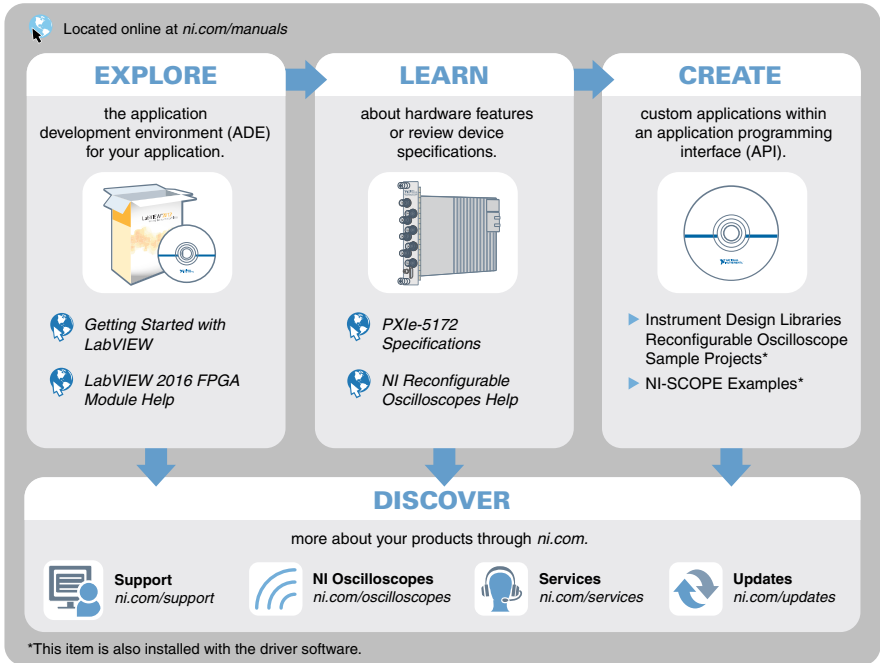 Located online at ni.com/manuals
EXPLORE
the application
development environment (ADE)
for your application.
LabVIEW
Getting Started with
LabVIEW
LabVIEW 2016 FPGA
Module Help
LEARN
about hardware features
or review device
specifications.
PXIe-5172
Specifications
NI Reconfigurable
Oscilloscopes Help
CREATE
custom applications within
an application programming
interface (API).
Instrument Design Libraries
Reconfigurable Oscilloscope
Sample Projects*
NI-SCOPE Examples*
DISCOVER
more about your products through ni.com.
Support
ni.com/support
NI Oscilloscopes
ni.com/oscilloscopes
Services
ni.com/services
Updates
ni.com/updates
*This item is also installed with the driver software.